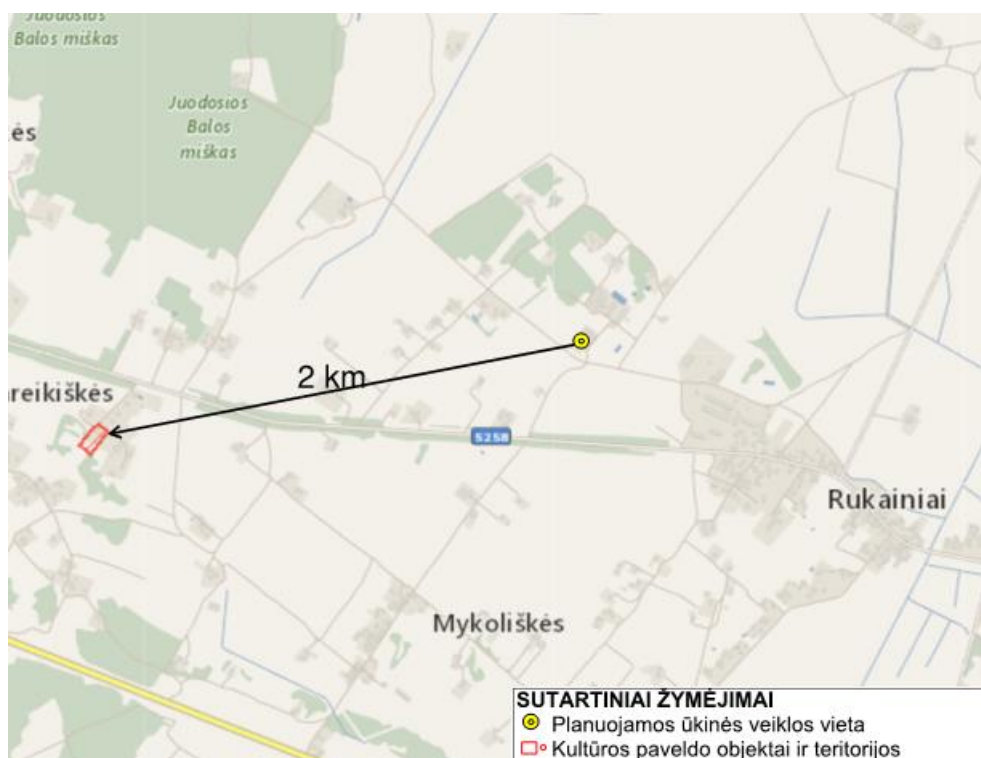 Juodosios
Balos miškas
Juodosios
Balos
miškas
ės
2 km
reikiškės
5258
Rukainiai
Mykoliškės
SUTARTINIAI ŽYMĖJIMAI
Planuojamos ūkinės veiklos vieta
Kultūros paveldo objektai ir teritorijos